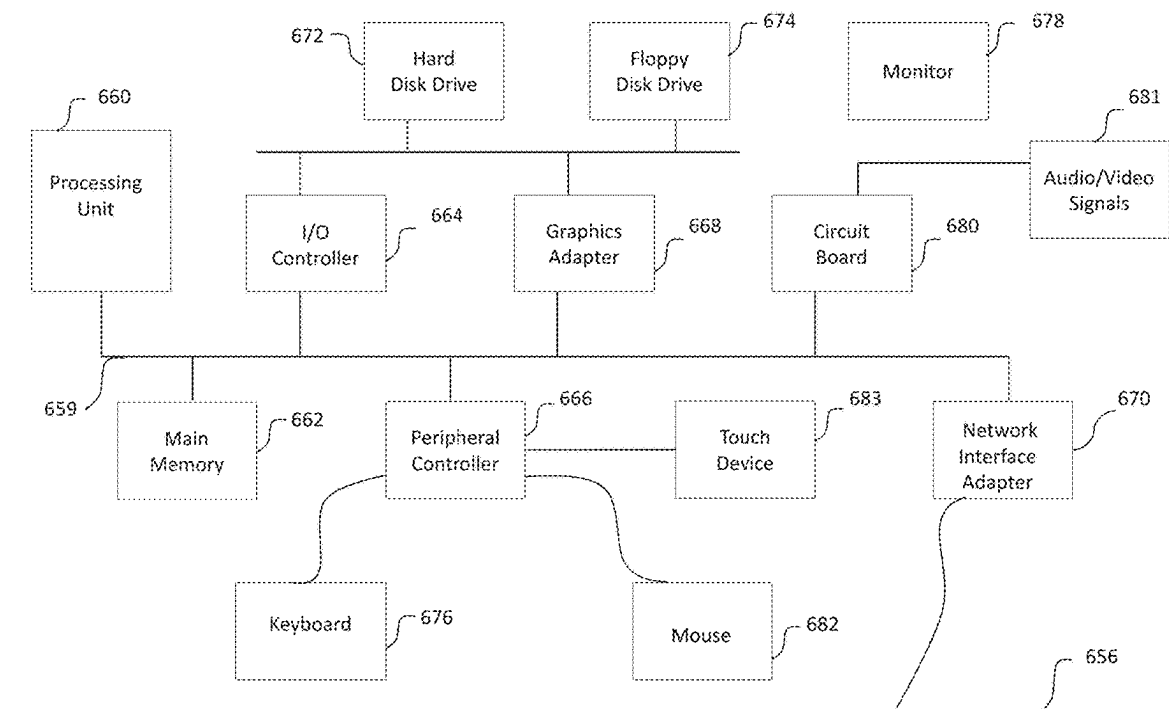 672
Hard
Disk Drive
674
Floppy
Disk Drive
678
Monitor
660
Processing
Unit
681
Audio/Video
Signals
I/O
Controller
664
Graphics
Adapter
668
Circuit
Board
680
659
Main
Memory
662
Peripheral
Controller
666
Touch
Device
683
Network
Interface
Adapter
670
Keyboard
676
Mouse
682
656